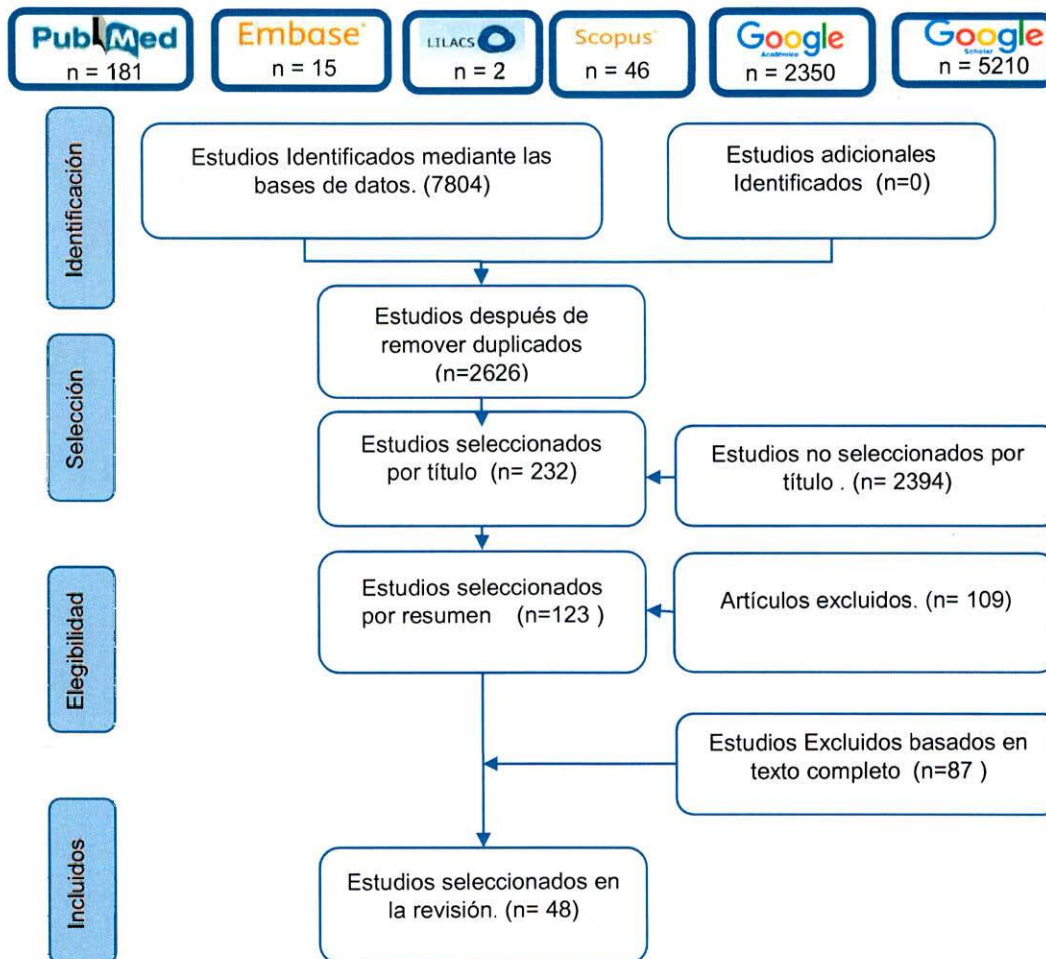 PubMed
n = 181
Embase
n = 15
LILACS
n = 2
Scopus
n = 46
Google
Académico
n = 2350
Google
Scholar
n = 5210
Identificación
Estudios Identificados mediante las
bases de datos. (7804)
Estudios adicionales
Identificados (n=0)
Estudios después de
remover duplicados
(n=2626)
Selección
Estudios seleccionados
por título (n= 232)
Estudios no seleccionados por
título . (n= 2394)
Elegibilidad
Estudios seleccionados
por resumen (n=123 )
Artículos excluidos. (n= 109)
Estudios Excluidos basados en
texto completo (n=87 )
Incluidos
Estudios seleccionados en
la revisión. (n= 48)